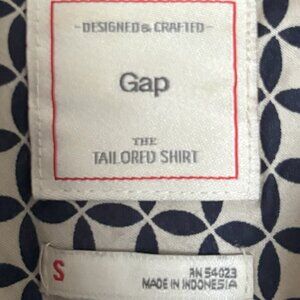 - DESIGNED & CRAFTED -
Gap
THE
TAILORED SHIRT
S
RN 54023
MADE IN INDONESIA